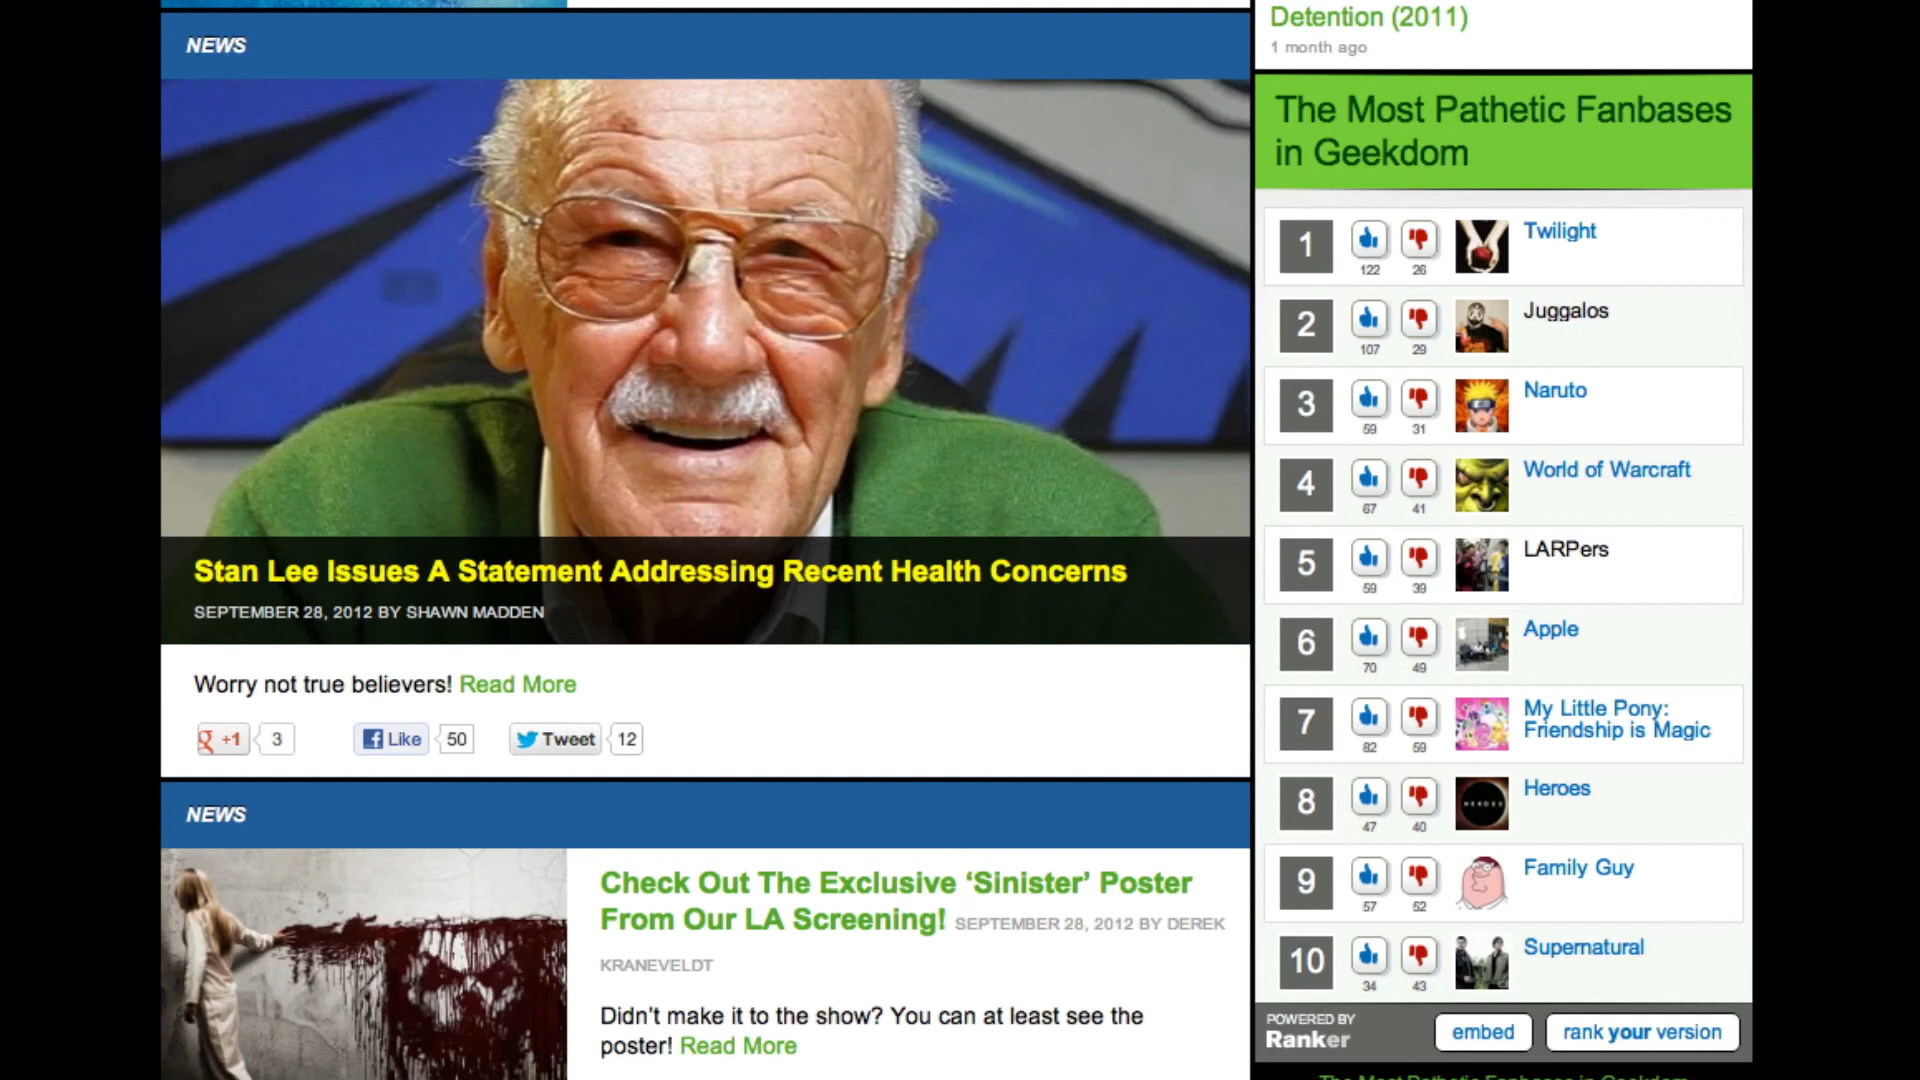 NEWS
Stan Lee Issues A Statement Addressing Recent Health Concerns
SEPTEMBER 28, 2012 BY SHAWN MADDEN
Worry not true believers! Read More
+1 3 Like 50 Tweet 12
NEWS
Check Out The Exclusive ‘Sinister’ Poster
From Our LA Screening! SEPTEMBER 28, 2012 BY DEREK
KRANEVELDT
Didn't make it to the show? You can at least see the
poster! Read More
Detention (2011)
1 month ago
The Most Pathetic Fanbases
in Geekdom
1 122 26 Twilight
2 107 29 Juggalos
3 59 31 Naruto
4 67 41 World of Warcraft
5 59 39 LARPers
6 70 49 Apple
7 82 59 My Little Pony:
Friendship is Magic
8 47 40 Heroes
9 57 52 Family Guy
10 34 43 Supernatural
POWERED BY
Ranker
embed
rank your version
The Most Pathetic Fanbases in Geekdom